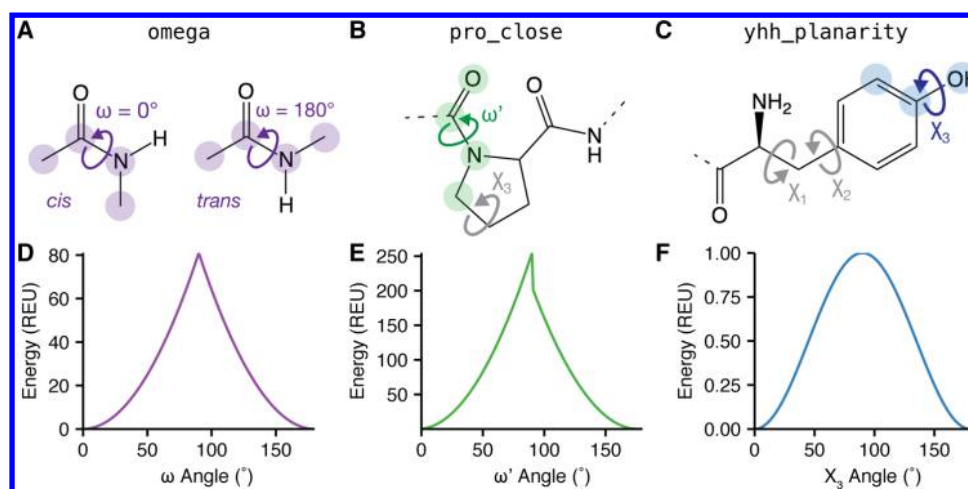 A omega
B pro_close
C yhh_planarity
O
ω = 0°
H
N
cis
O
ω = 180°
N
H
trans
O
ω'
N
O
N
H
χ3
NH2
O
χ1
χ2
OH
χ3
D
Energy (REU)
80
60
40
20
0
0 50 100 150
ω Angle (°)
E
Energy (REU)
250
200
150
100
50
0 50 100 150
ω' Angle (°)
F
Energy (REU)
1.00
0.75
0.50
0.25
0.00
0 50 100 150
X3 Angle (°)